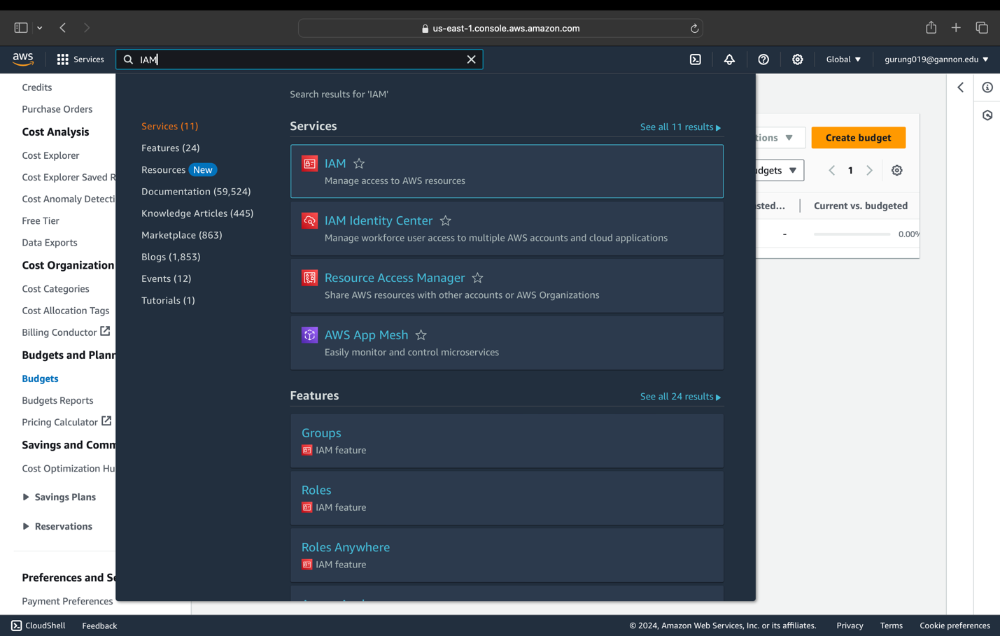 us-east-1.console.aws.amazon.com
aws
Services
IAM
Global
gurung019@gannon.edu
Credits
Purchase Orders
Cost Analysis
Cost Explorer
Cost Explorer Saved R
Cost Anomaly Detecti
Free Tier
Data Exports
Cost Organization
Cost Categories
Cost Allocation Tags
Billing Conductor
Budgets and Plann
Budgets
Budgets Reports
Pricing Calculator
Savings and Comm
Cost Optimization Hu
Savings Plans
Reservations
Preferences and Se
Payment Preferences
Search results for 'IAM'
Services (11)
Features (24)
Resources New
Documentation (59,524)
Knowledge Articles (445)
Marketplace (863)
Blogs (1,853)
Events (12)
Tutorials (1)
Services
See all 11 results
IAM
Manage access to AWS resources
IAM Identity Center
Manage workforce user access to multiple AWS accounts and cloud applications
Resource Access Manager
Share AWS resources with other accounts or AWS Organizations
AWS App Mesh
Easily monitor and control microservices
Features
See all 24 results
Groups
IAM feature
Roles
IAM feature
Roles Anywhere
IAM feature
tions
Create budget
udgets
1
asted...
Current vs. budgeted
-
0.00%
CloudShell
Feedback
© 2024, Amazon Web Services, Inc. or its affiliates.
Privacy
Terms
Cookie preferences